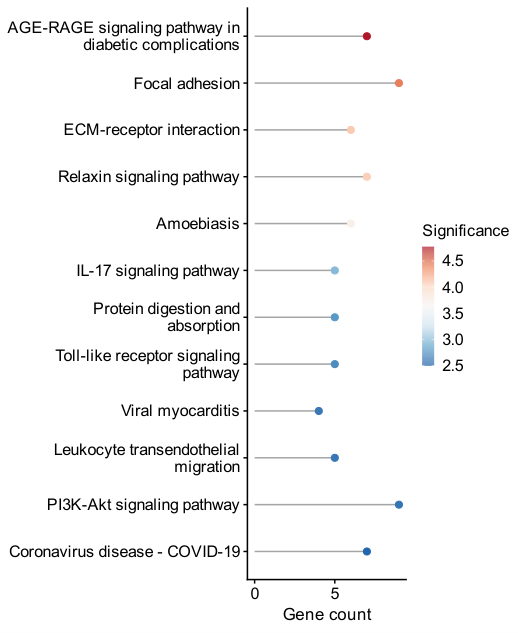 AGE-RAGE signaling pathway in
diabetic complications
Focal adhesion
ECM-receptor interaction
Relaxin signaling pathway
Amoebiasis
IL-17 signaling pathway
Protein digestion and
absorption
Toll-like receptor signaling
pathway
Viral myocarditis
Leukocyte transendothelial
migration
PI3K-Akt signaling pathway
Coronavirus disease - COVID-19
0 5
Gene count
Significance
4.5
4.0
3.5
3.0
2.5